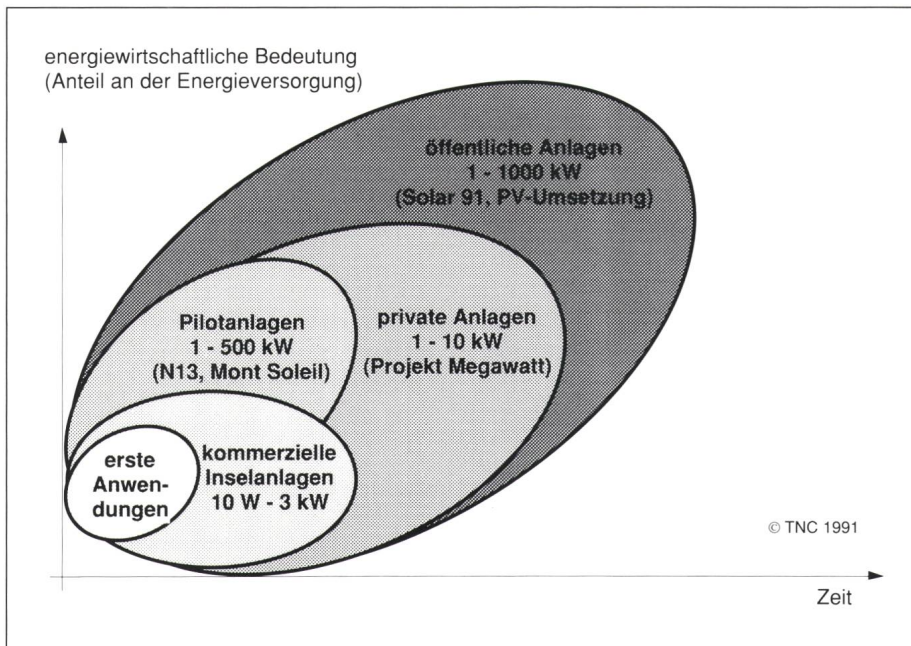 energiewirtschaftliche Bedeutung
(Anteil an der Energieversorgung)
öffentliche Anlagen
1 - 1000 kW
(Solar 91, PV-Umsetzung)
Pilotanlagen
1 - 500 kW
(N13, Mont Soleil)
private Anlagen
1 - 10 kW
(Projekt Megawatt)
erste
Anwen-
dungen
kommerzielle
Inselanlagen
10 W - 3 kW
© TNC 1991
Zeit